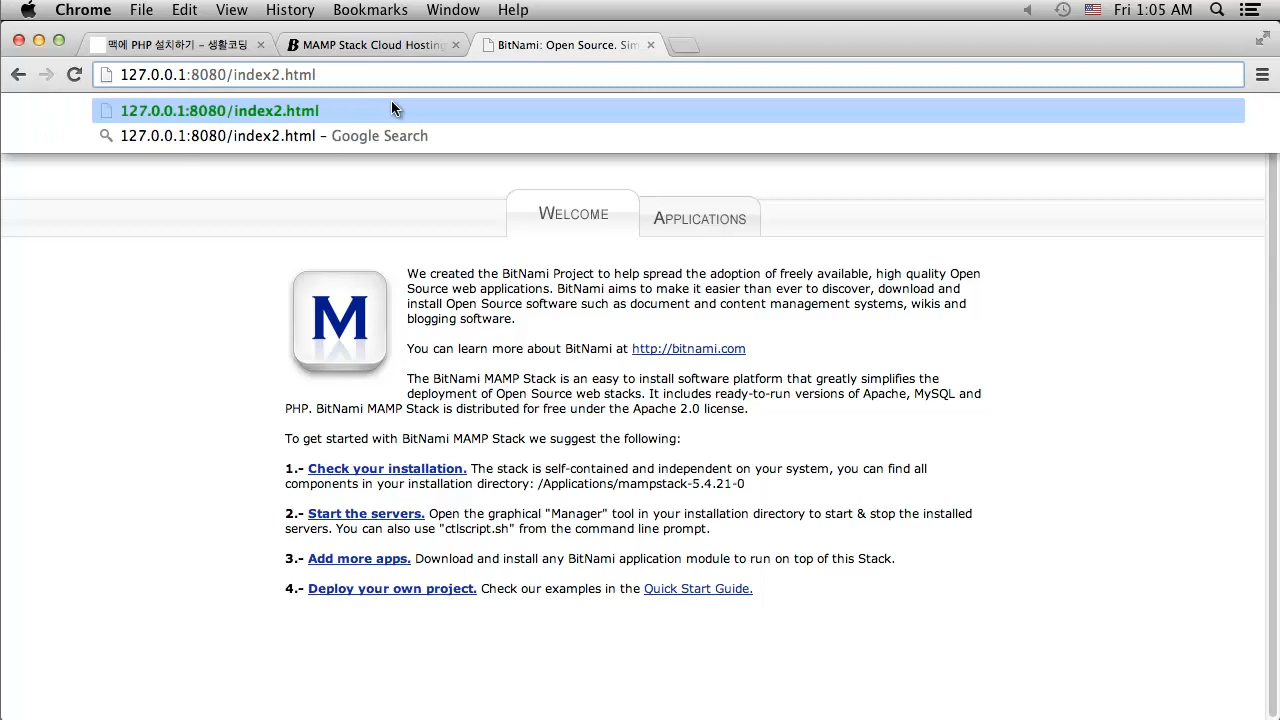 Chrome File Edit View History Bookmarks Window Help Fri 1:05 AM
맥에 PHP 설치하기 – 생활코딩 MAMP Stack Cloud Hosting BitNami: Open Source. Sim
127.0.0.1:8080/index2.html
127.0.0.1:8080/index2.html
127.0.0.1:8080/index2.html – Google Search
WELCOME APPLICATIONS
M
We created the BitNami Project to help spread the adoption of freely available, high quality Open
Source web applications. BitNami aims to make it easier than ever to discover, download and
install Open Source software such as document and content management systems, wikis and
blogging software.
You can learn more about BitNami at http://bitnami.com
The BitNami MAMP Stack is an easy to install software platform that greatly simplifies the
deployment of Open Source web stacks. It includes ready-to-run versions of Apache, MySQL and
PHP. BitNami MAMP Stack is distributed for free under the Apache 2.0 license.
To get started with BitNami MAMP Stack we suggest the following:
1.- Check your installation. The stack is self-contained and independent on your system, you can find all
components in your installation directory: /Applications/mampstack-5.4.21-0
2.- Start the servers. Open the graphical "Manager" tool in your installation directory to start & stop the installed
servers. You can also use "ctlscript.sh" from the command line prompt.
3.- Add more apps. Download and install any BitNami application module to run on top of this Stack.
4.- Deploy your own project. Check our examples in the Quick Start Guide.